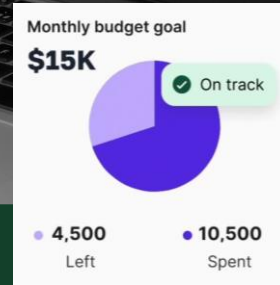 Monthly budget goal
$15K
On track
4,500
Left
10,500
Spent